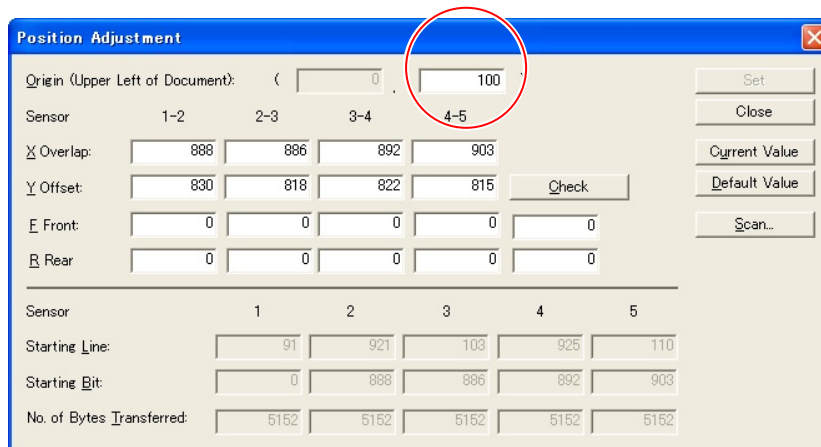 Position Adjustment
Origin (Upper Left of Document): ( 0 , 100 ) Set
Sensor 1-2 2-3 3-4 4-5 Close
X Overlap: 888 886 892 903 Current Value
Y Offset: 830 818 822 815 Check Default Value
F Front: 0 0 0 0 0 Scan...
R Rear 0 0 0 0 0
Sensor 1 2 3 4 5
Starting Line: 91 921 103 925 110
Starting Bit: 0 888 886 892 903
No. of Bytes Transferred: 5152 5152 5152 5152 5152